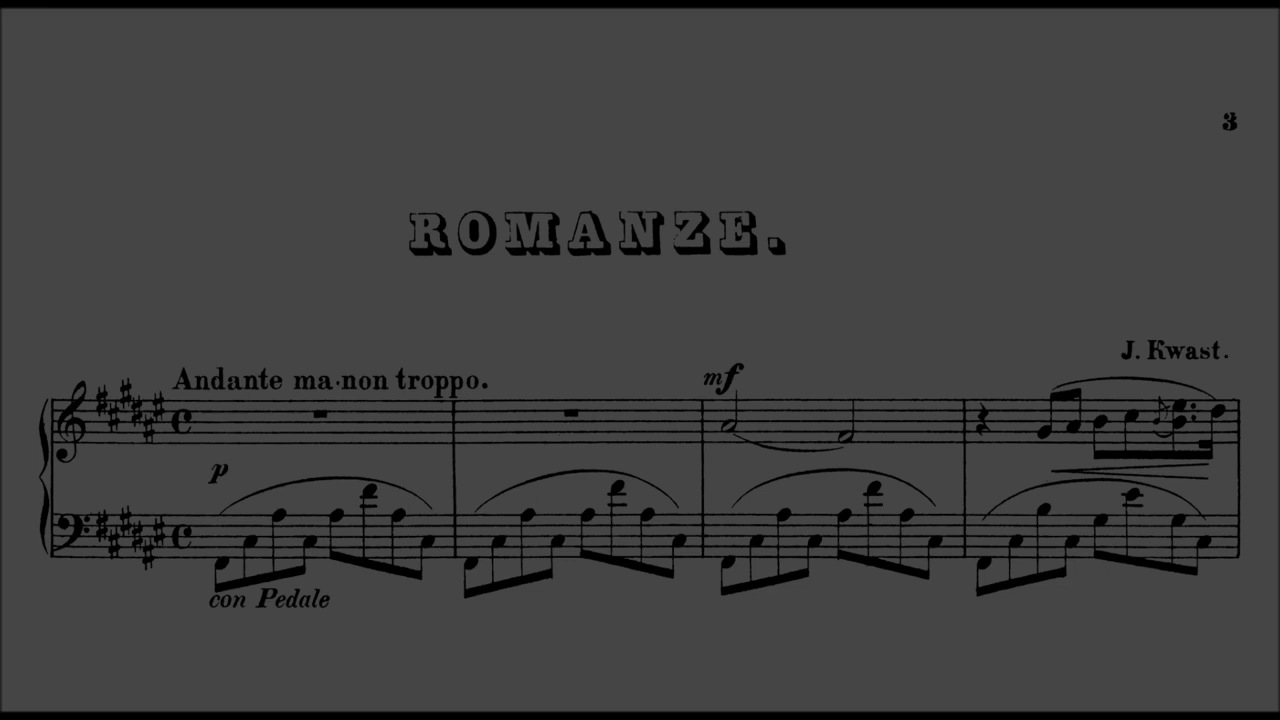 3
ROMANZE.
J. Kwast.
Andante ma non troppo.
mf
p
con Pedale